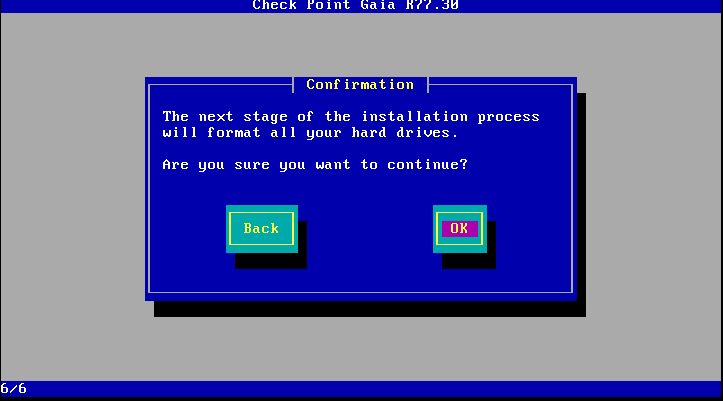 Check Point Gaia R77.30
Confirmation
The next stage of the installation process
will format all your hard drives.
Are you sure you want to continue?
Back
OK
6/6